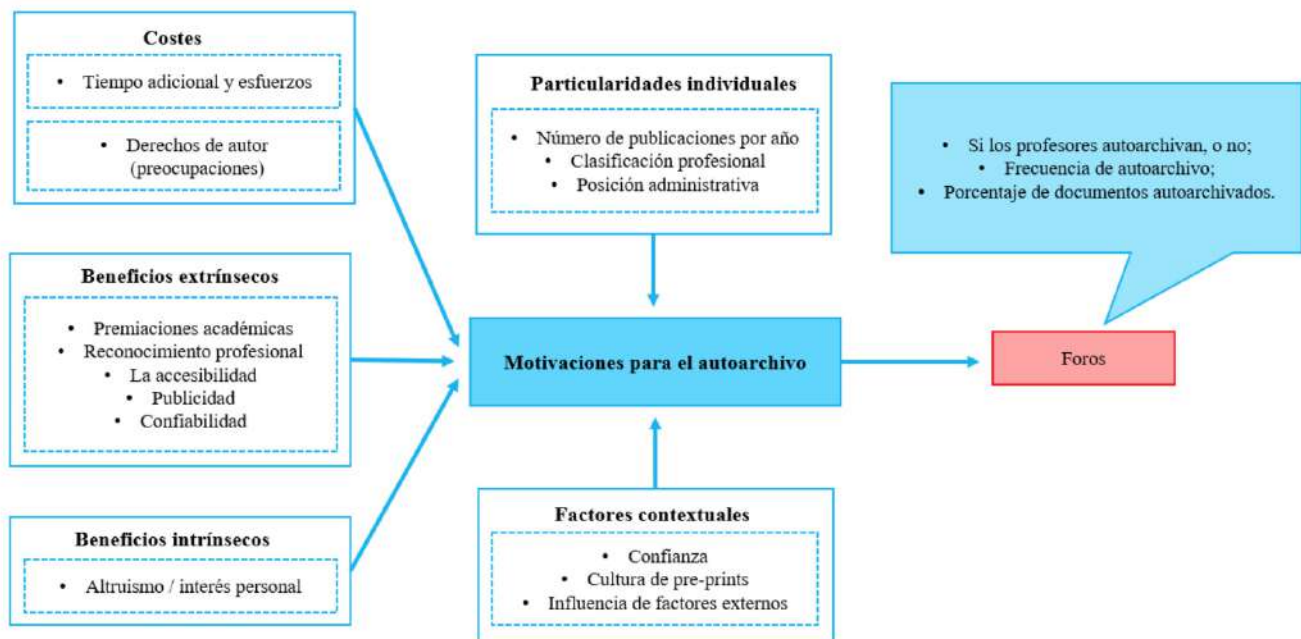 Costes
• Tiempo adicional y esfuerzos
• Derechos de autor
(preocupaciones)
Beneficios extrínsecos
• Premiaciones académicas
• Reconocimiento profesional
• La accesibilidad
• Publicidad
• Confiabilidad
Beneficios intrínsecos
• Altruismo / interés personal
Particularidades individuales
• Número de publicaciones por año
• Clasificación profesional
• Posición administrativa
Motivaciones para el autoarchivo
Factores contextuales
• Confianza
• Cultura de pre-prints
• Influencia de factores externos
• Si los profesores autoarchivan, o no;
• Frecuencia de autoarchivo;
• Porcentaje de documentos autoarchivados.
Foros